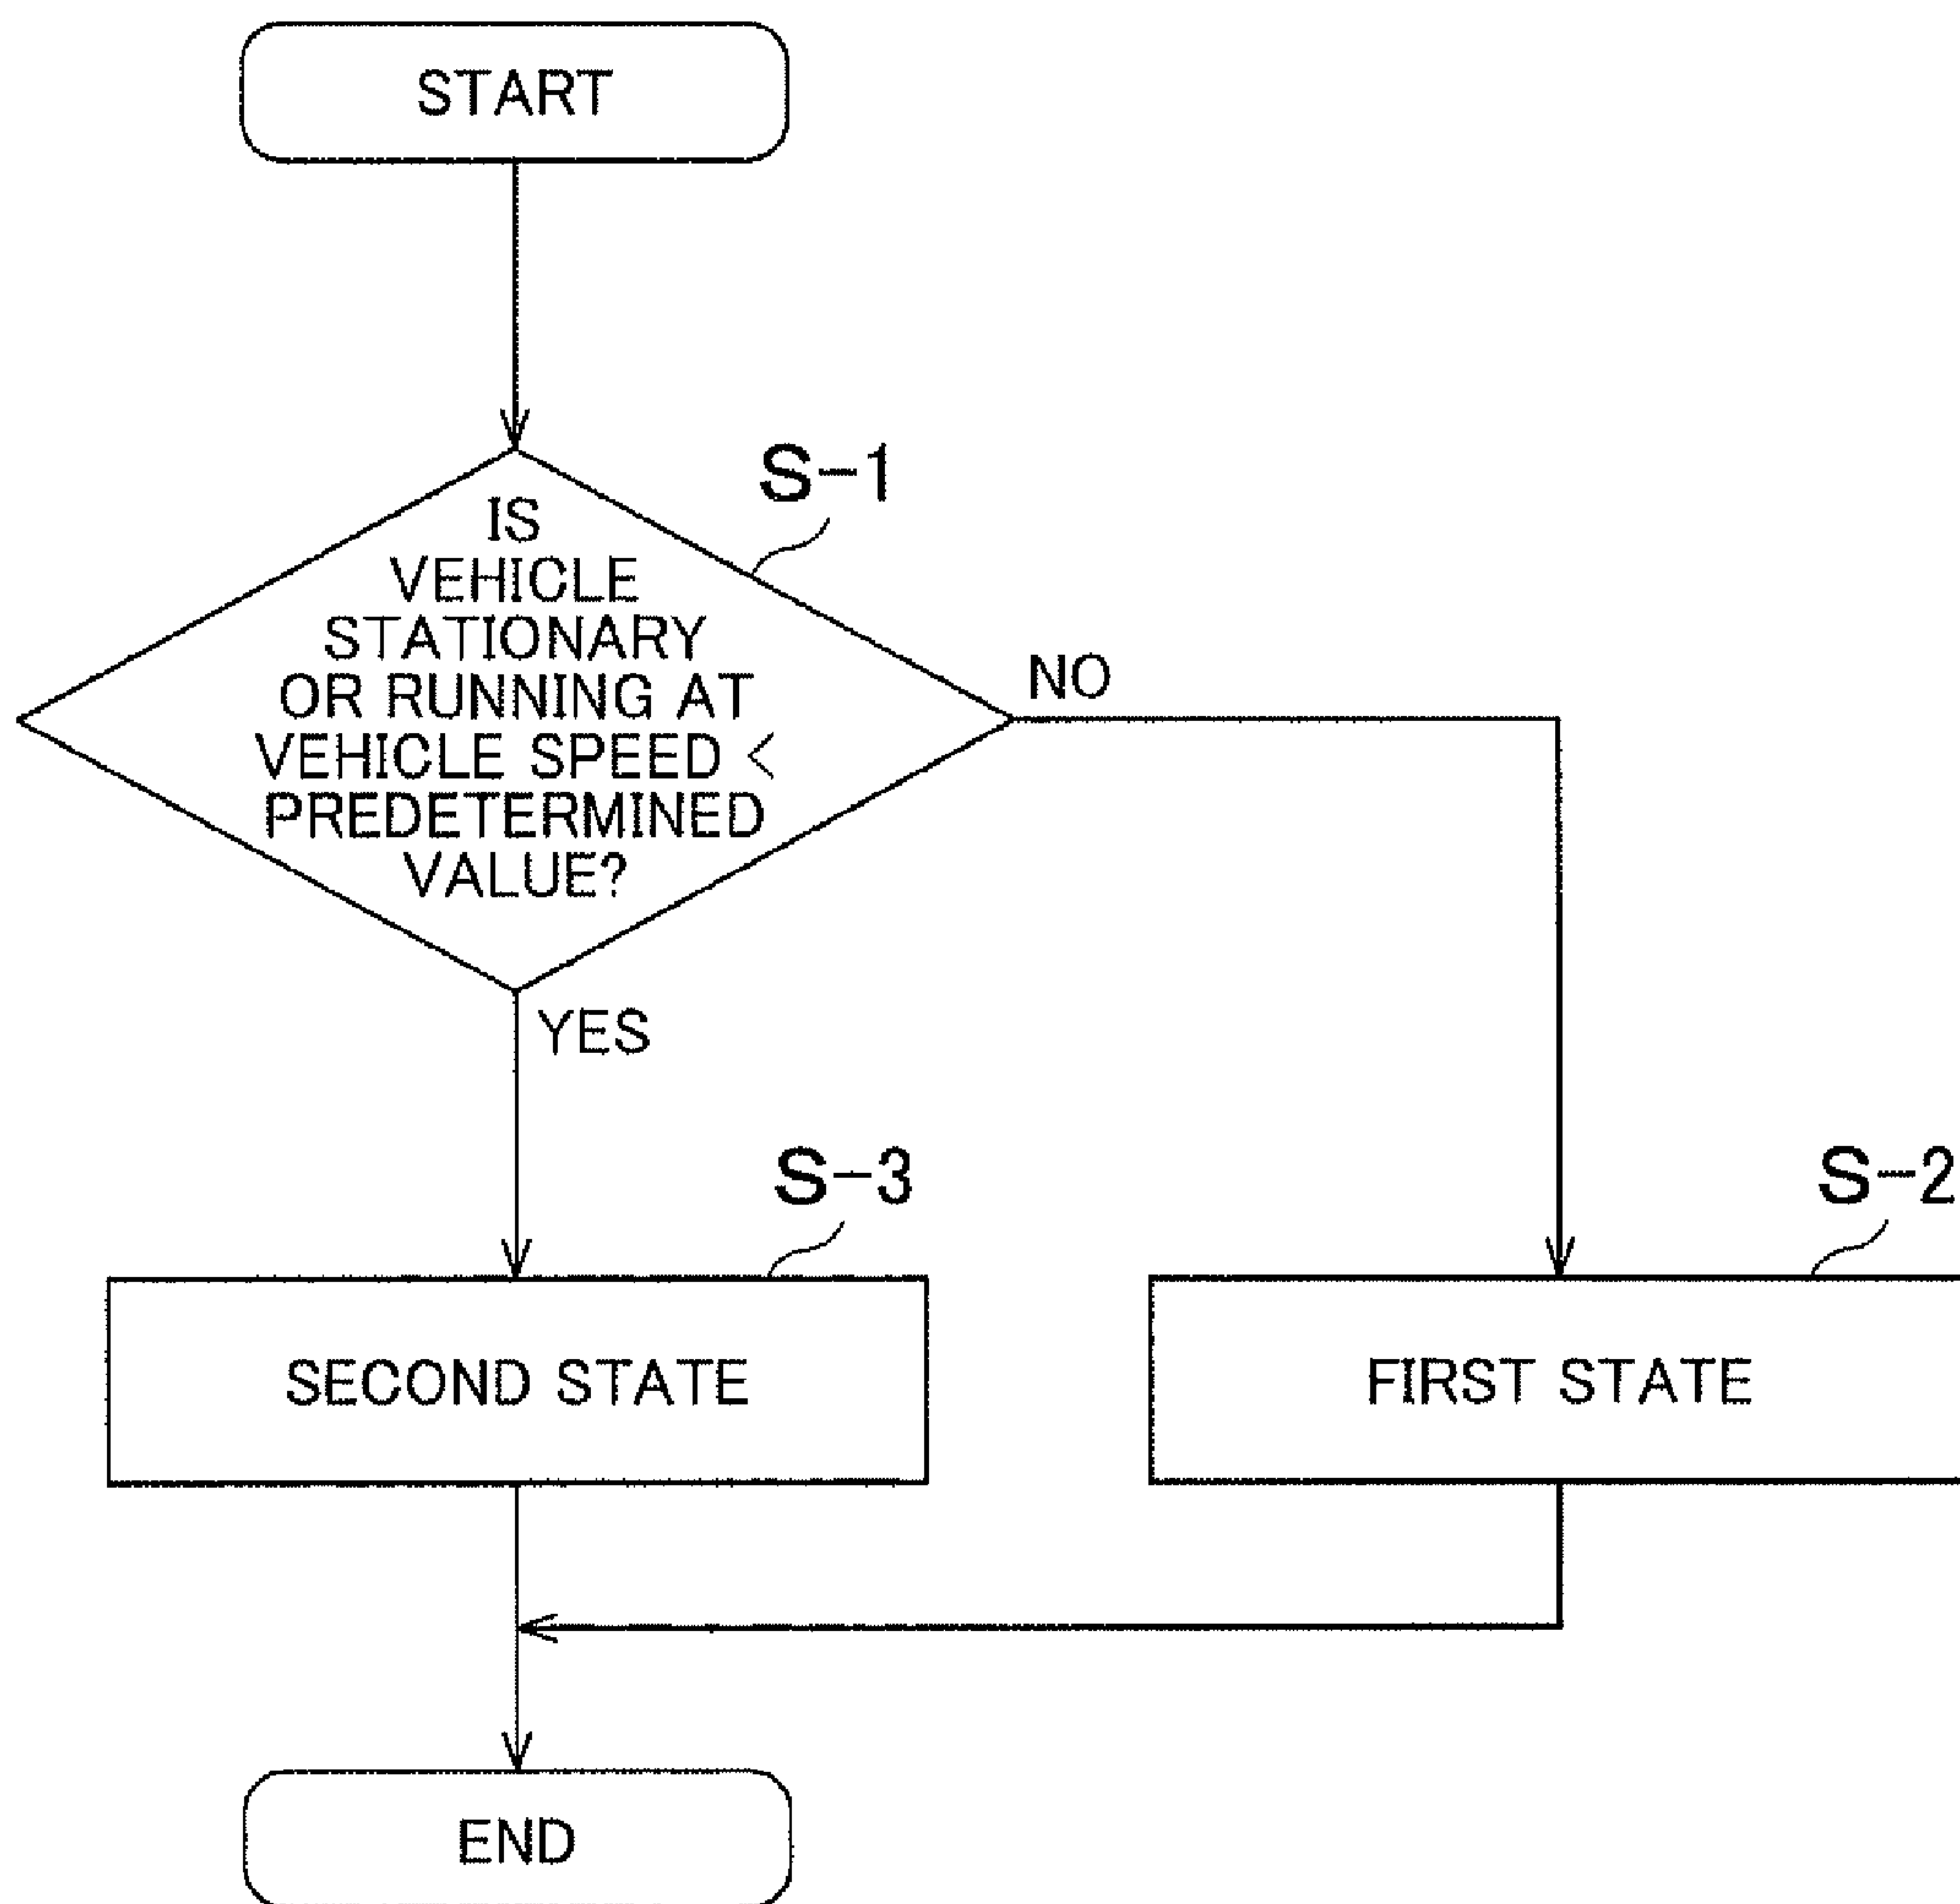 START
S-1
IS
VEHICLE
STATIONARY
OR RUNNING AT
VEHICLE SPEED <
PREDETERMINED
VALUE?
NO
YES
S-3
S-2
SECOND STATE
FIRST STATE
END